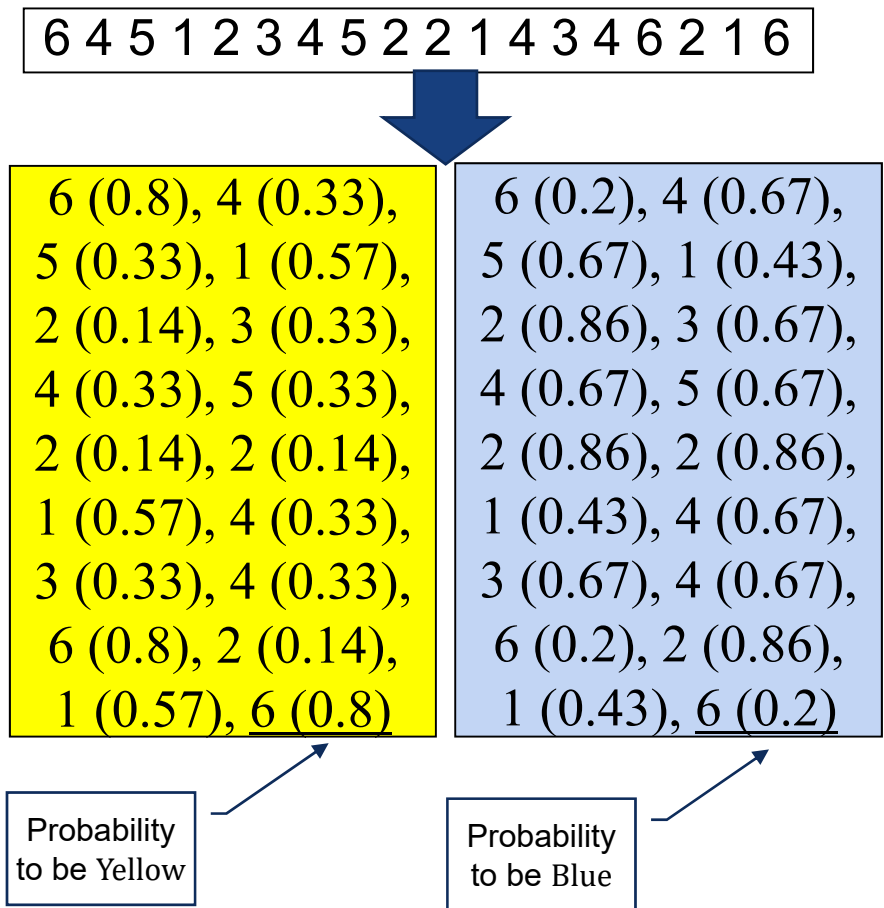 6 4 5 1 2 3 4 5 2 2 1 4 3 4 6 2 1 6
6 (0.8), 4 (0.33),
5 (0.33), 1 (0.57),
2 (0.14), 3 (0.33),
4 (0.33), 5 (0.33),
2 (0.14), 2 (0.14),
1 (0.57), 4 (0.33),
3 (0.33), 4 (0.33),
6 (0.8), 2 (0.14),
1 (0.57), 6 (0.8)
6 (0.2), 4 (0.67),
5 (0.67), 1 (0.43),
2 (0.86), 3 (0.67),
4 (0.67), 5 (0.67),
2 (0.86), 2 (0.86),
1 (0.43), 4 (0.67),
3 (0.67), 4 (0.67),
6 (0.2), 2 (0.86),
1 (0.43), 6 (0.2)
Probability
to be Yellow
Probability
to be Blue